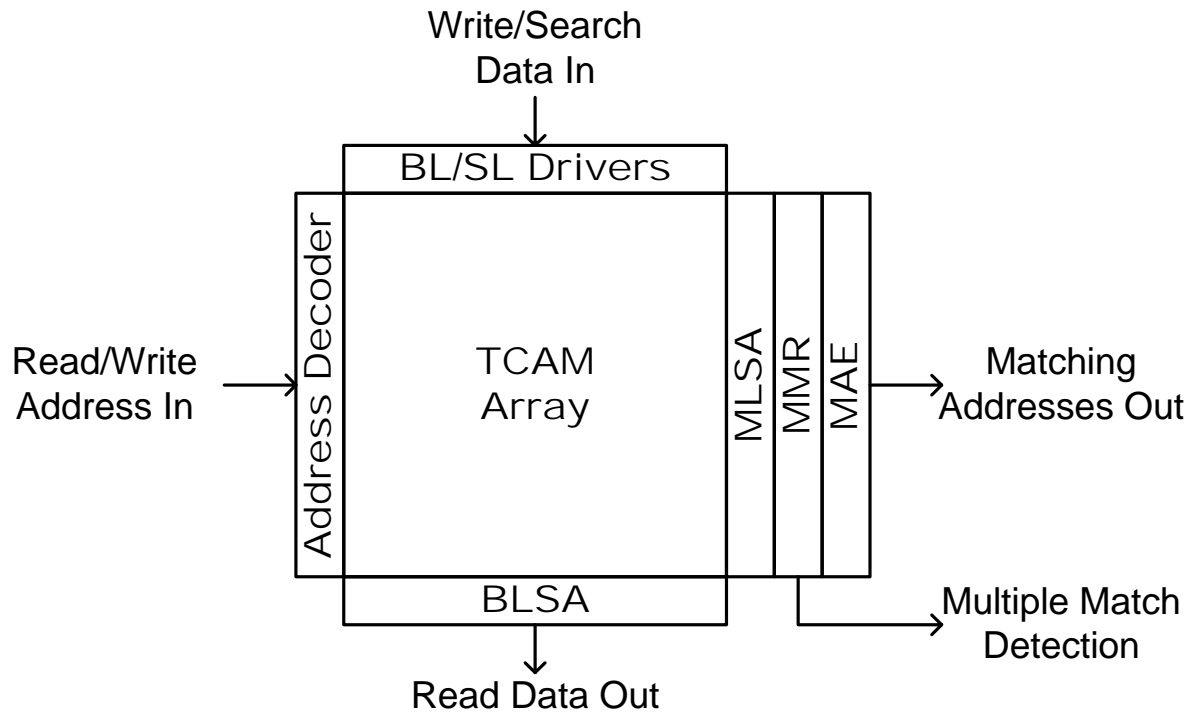 Write/Search
Data In
BL/SL Drivers
Address Decoder
Read/Write
Address In
TCAM
Array
MLSA
MMR
MAE
Matching
Addresses Out
BLSA
Multiple Match
Detection
Read Data Out